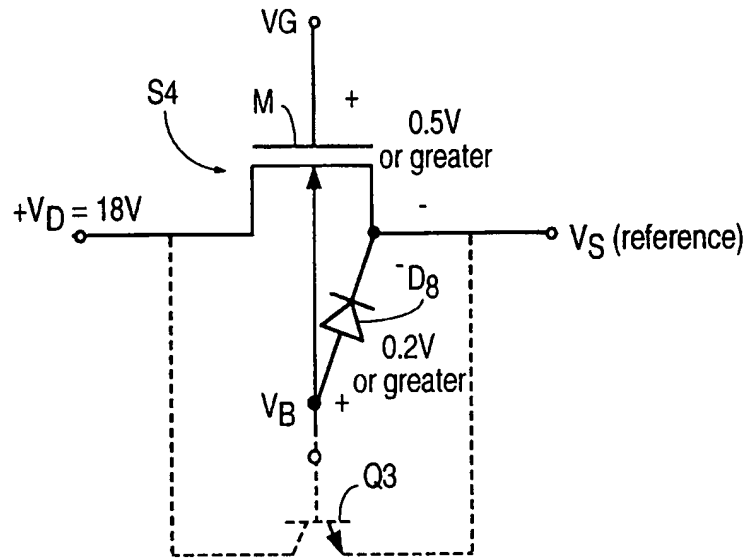 VG
S4
M
+
0.5V
or greater
+VD = 18V
-
VS (reference)
-D8
0.2V
or greater
VB
+
Q3